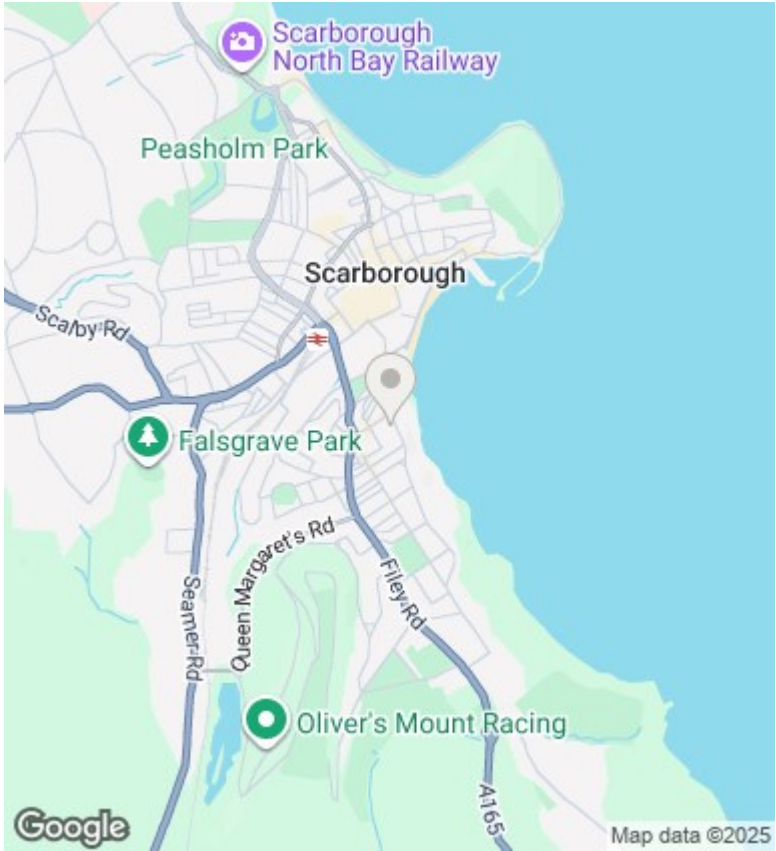 Scarborough
North Bay Railway
Peasholm Park
Scarborough
Scalby Rd
Falsgrave Park
Queen Margaret's Rd
Filey Rd
Seamer Rd
Oliver's Mount Racing
A165
Google
Map data ©2025